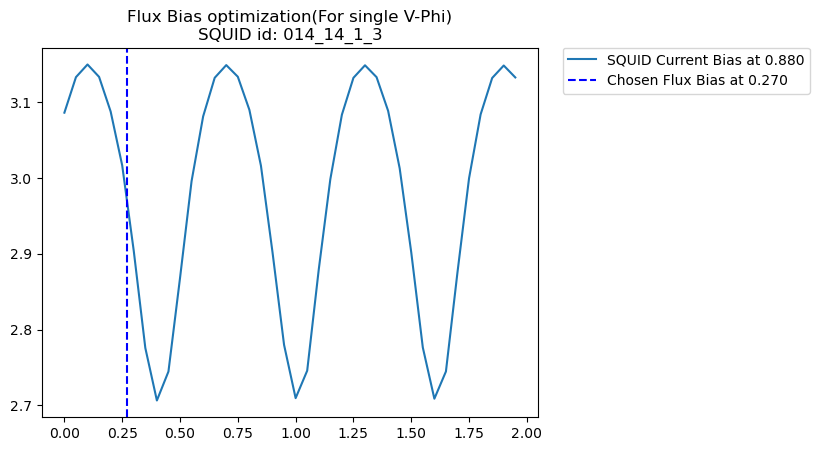 Flux Bias optimization(For single V-Phi)
SQUID id: 014_14_1_3
SQUID Current Bias at 0.880
Chosen Flux Bias at 0.270
3.1
3.0
2.9
2.8
2.7
0.00 0.25 0.50 0.75 1.00 1.25 1.50 1.75 2.00